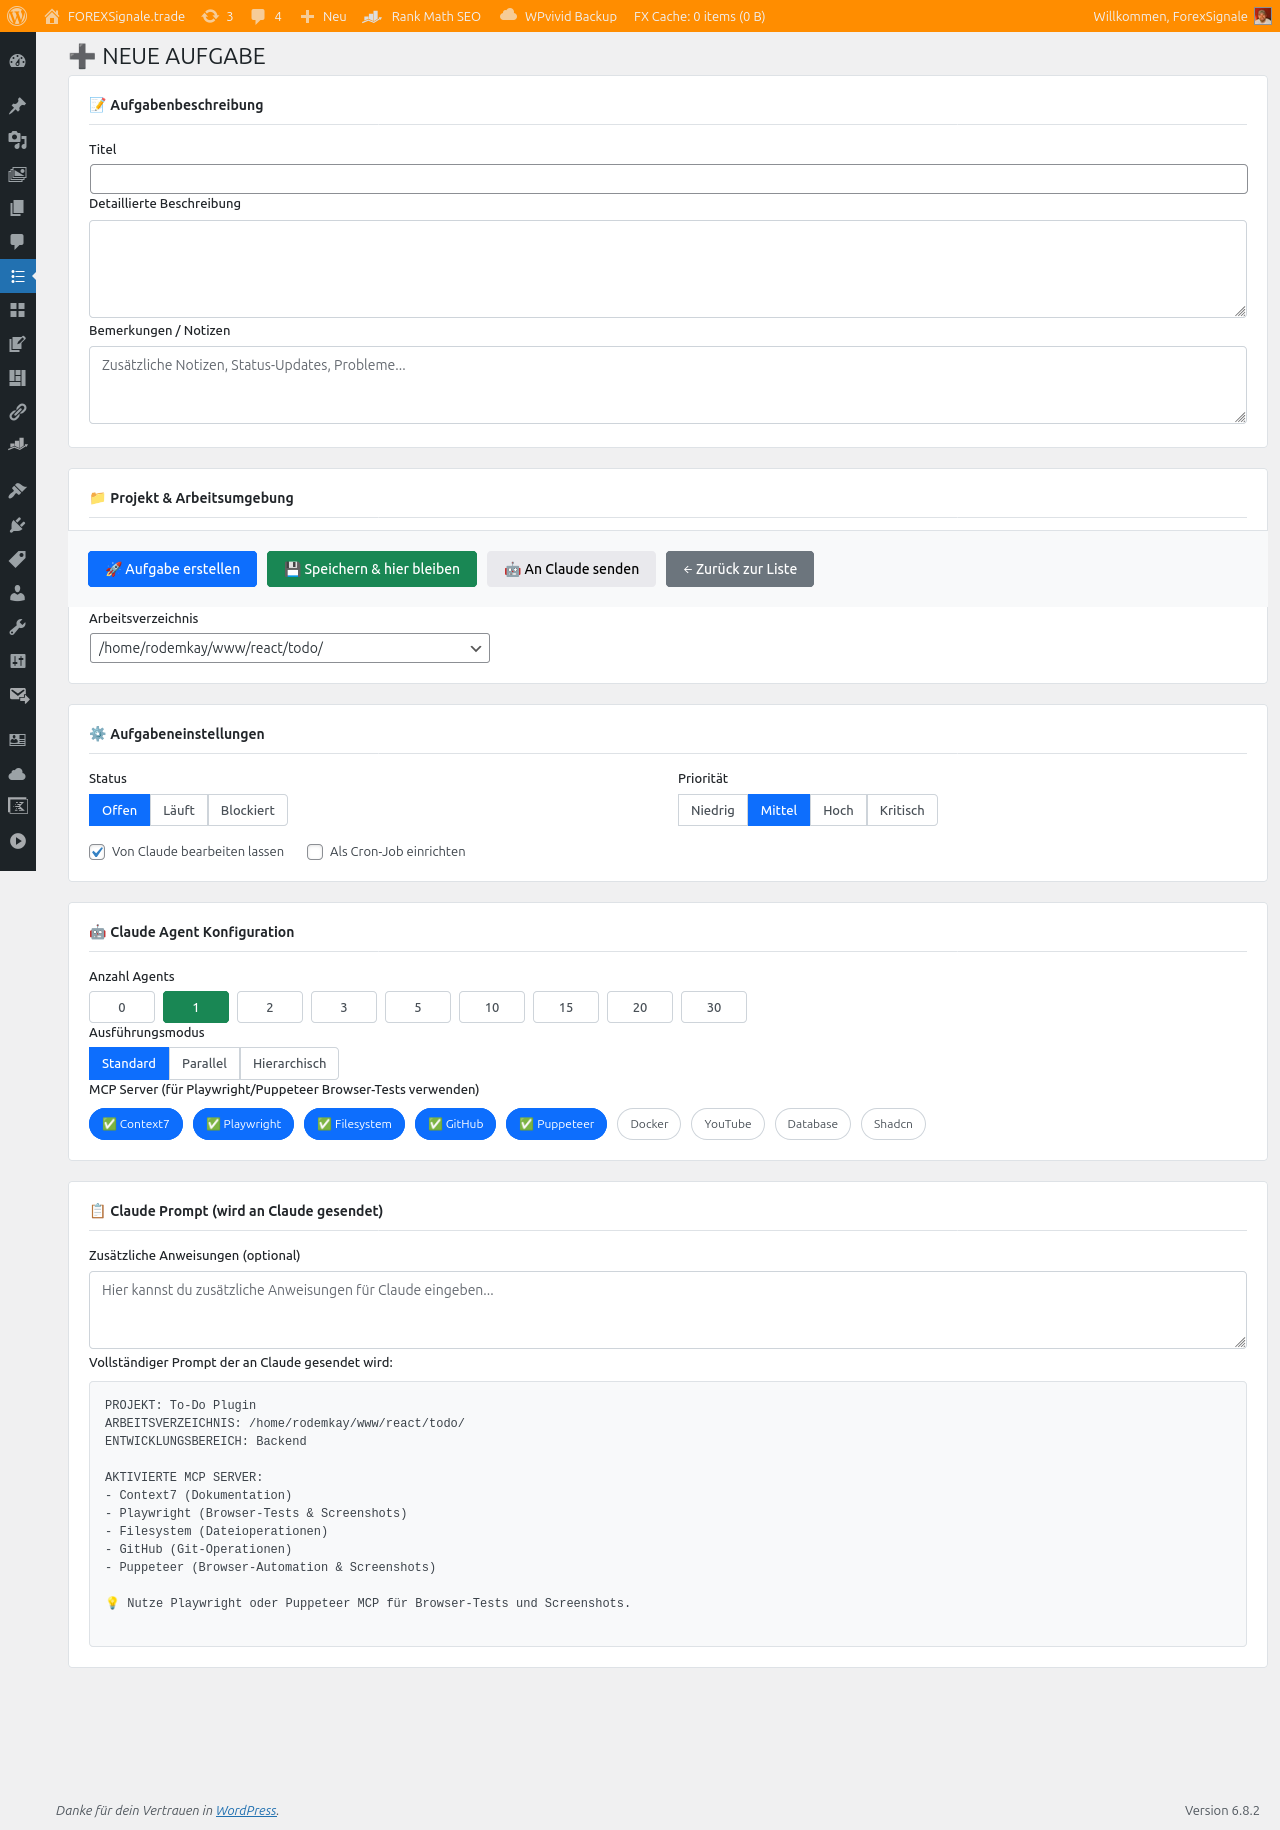 FOREXSignale.trade 3 4 Neu Rank Math SEO WPvivid Backup FX Cache: 0 items (0 B) Willkommen, ForexSignale
➕ NEUE AUFGABE
📝 Aufgabenbeschreibung
Titel
Detaillierte Beschreibung
Bemerkungen / Notizen
Zusätzliche Notizen, Status-Updates, Probleme...
📁 Projekt & Arbeitsumgebung
🚀 Aufgabe erstellen 💾 Speichern & hier bleiben 🤖 An Claude senden ← Zurück zur Liste
Arbeitsverzeichnis
/home/rodemkay/www/react/todo/
⚙️ Aufgabeneinstellungen
Status Priorität
Offen Läuft Blockiert Niedrig Mittel Hoch Kritisch
Von Claude bearbeiten lassen Als Cron-Job einrichten
🤖 Claude Agent Konfiguration
Anzahl Agents
0 1 2 3 5 10 15 20 30
Ausführungsmodus
Standard Parallel Hierarchisch
MCP Server (für Playwright/Puppeteer Browser-Tests verwenden)
✅ Context7 ✅ Playwright ✅ Filesystem ✅ GitHub ✅ Puppeteer Docker YouTube Database Shadcn
📋 Claude Prompt (wird an Claude gesendet)
Zusätzliche Anweisungen (optional)
Hier kannst du zusätzliche Anweisungen für Claude eingeben...
Vollständiger Prompt der an Claude gesendet wird:
PROJEKT: To-Do Plugin
ARBEITSVERZEICHNIS: /home/rodemkay/www/react/todo/
ENTWICKLUNGSBEREICH: Backend
AKTIVIERTE MCP SERVER:
- Context7 (Dokumentation)
- Playwright (Browser-Tests & Screenshots)
- Filesystem (Dateioperationen)
- GitHub (Git-Operationen)
- Puppeteer (Browser-Automation & Screenshots)
💡 Nutze Playwright oder Puppeteer MCP für Browser-Tests und Screenshots.
Danke für dein Vertrauen in WordPress. Version 6.8.2